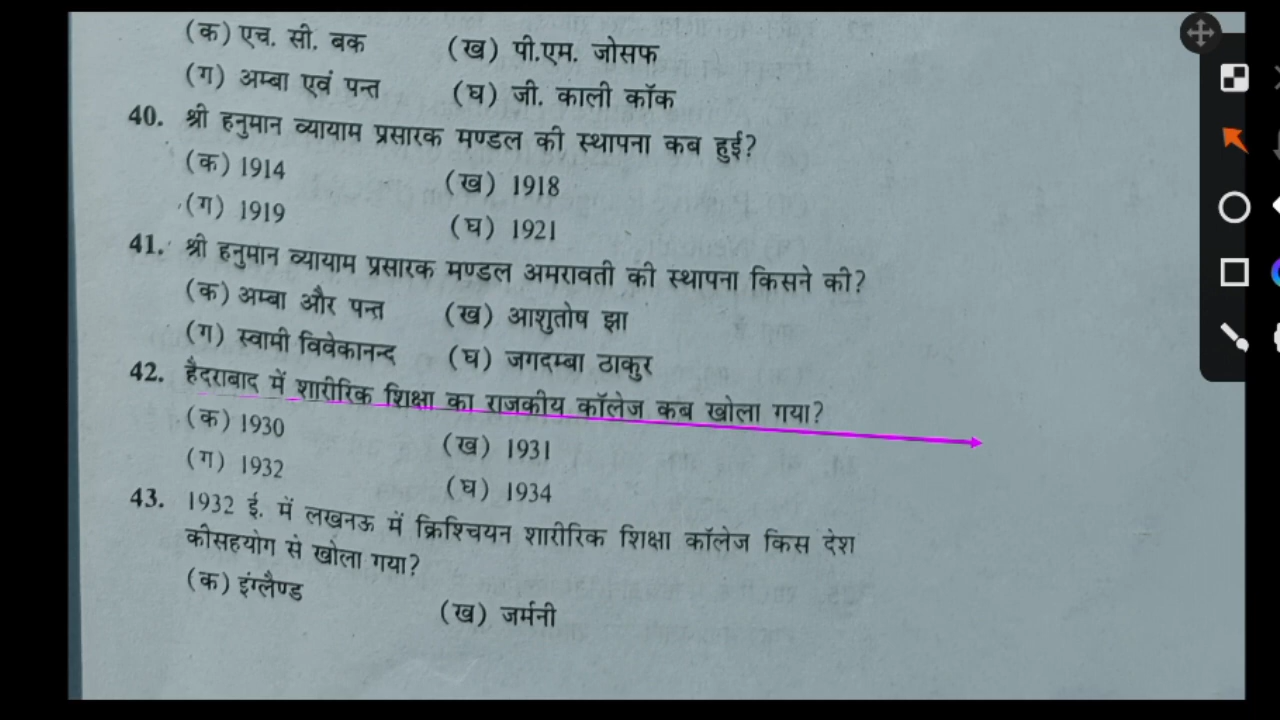 (क) एच. सी. बक (ख) पी.एम. जोसफ
(ग) अम्बा एवं पन्त (घ) जी. काली कॉक
40. श्री हनुमान व्यायाम प्रसारक मण्डल की स्थापना कब हुई?
(क) 1914 (ख) 1918
(ग) 1919 (घ) 1921
41. श्री हनुमान व्यायाम प्रसारक मण्डल अमरावती की स्थापना किसने की?
(क) अम्बा और पन्त (ख) आशुतोष झा
(ग) स्वामी विवेकानन्द (घ) जगदम्बा ठाकुर
42. हैदराबाद में शारीरिक शिक्षा का राजकीय कॉलेज कब खोला गया?
(क) 1930 (ख) 1931
(ग) 1932 (घ) 1934
43. 1932 ई. में लखनऊ में क्रिश्चियन शारीरिक शिक्षा कॉलेज किस देश
कीसहयोग से खोला गया?
(क) इंग्लैण्ड (ख) जर्मनी